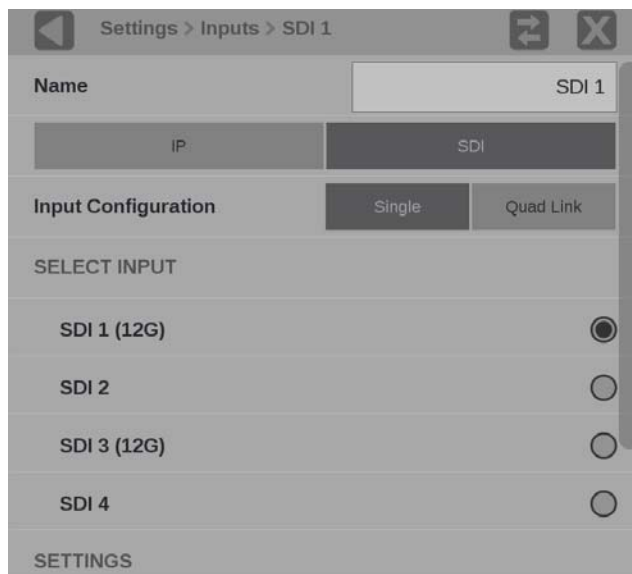 Settings > Inputs > SDI 1
Name SDI 1
IP SDI
Input Configuration Single Quad Link
SELECT INPUT
SDI 1 (12G)
SDI 2
SDI 3 (12G)
SDI 4
SETTINGS